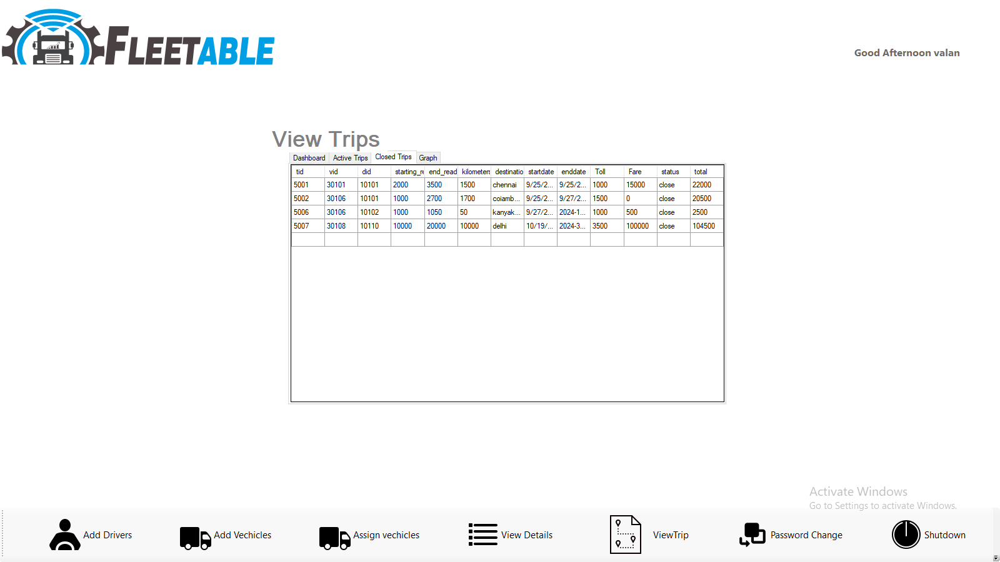 FLEETABLE
Good Afternoon valan
View Trips
Dashboard Active Trips Closed Trips Graph
tid vid did starting_re end_read kilometers destinatio startdate enddate Toll Fare status total
5001 30101 10101 2000 3500 1500 chennai 9/25/2... 9/25/2... 1000 15000 close 22000
5002 30106 10101 1000 2700 1700 coiamb... 9/25/2... 9/27/2... 1500 0 close 20500
5006 30106 10102 1000 1050 50 kanyak... 9/27/2... 2024-1... 1000 500 close 2500
5007 30108 10110 10000 20000 10000 delhi 10/19/... 2024-3... 3500 100000 close 104500
Activate Windows
Go to Settings to activate Windows.
Add Drivers Add Vechicles Assign vechicles View Details ViewTrip Password Change Shutdown